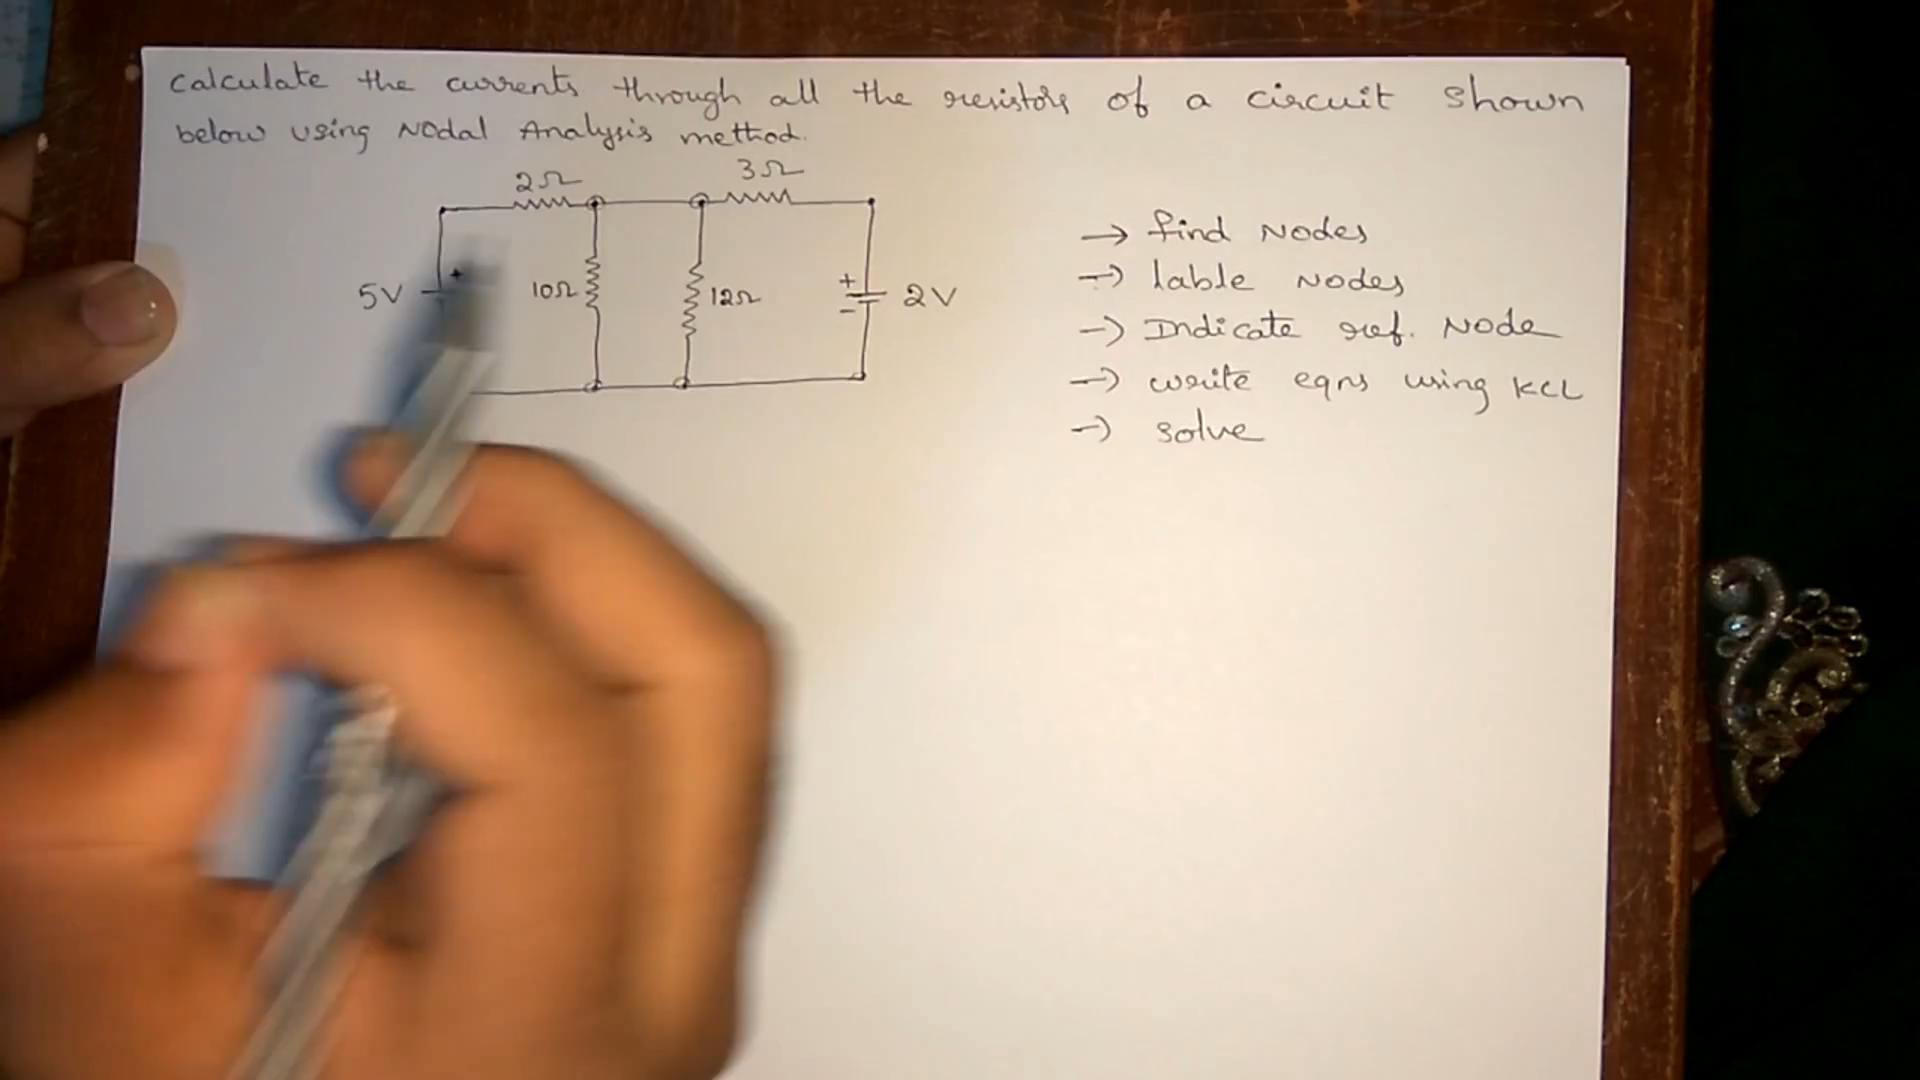 Calculate the currents through all the resistors of a circuit shown
below using Nodal Analysis method.
2Ω
3Ω
5V
+
10Ω
12Ω
+
-
2V
→ find Nodes
→ lable Nodes
→ Indicate ref. Node
→ write eqns using KCL
→ solve